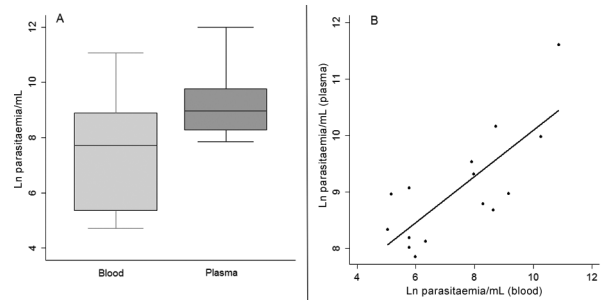 A
Ln parasitaemia/mL
12
10
8
6
4
Blood Plasma
B
Ln parasitaemia/mL (plasma)
12
11
10
9
8
4 6 8 10 12
Ln parasitaemia/mL (blood)